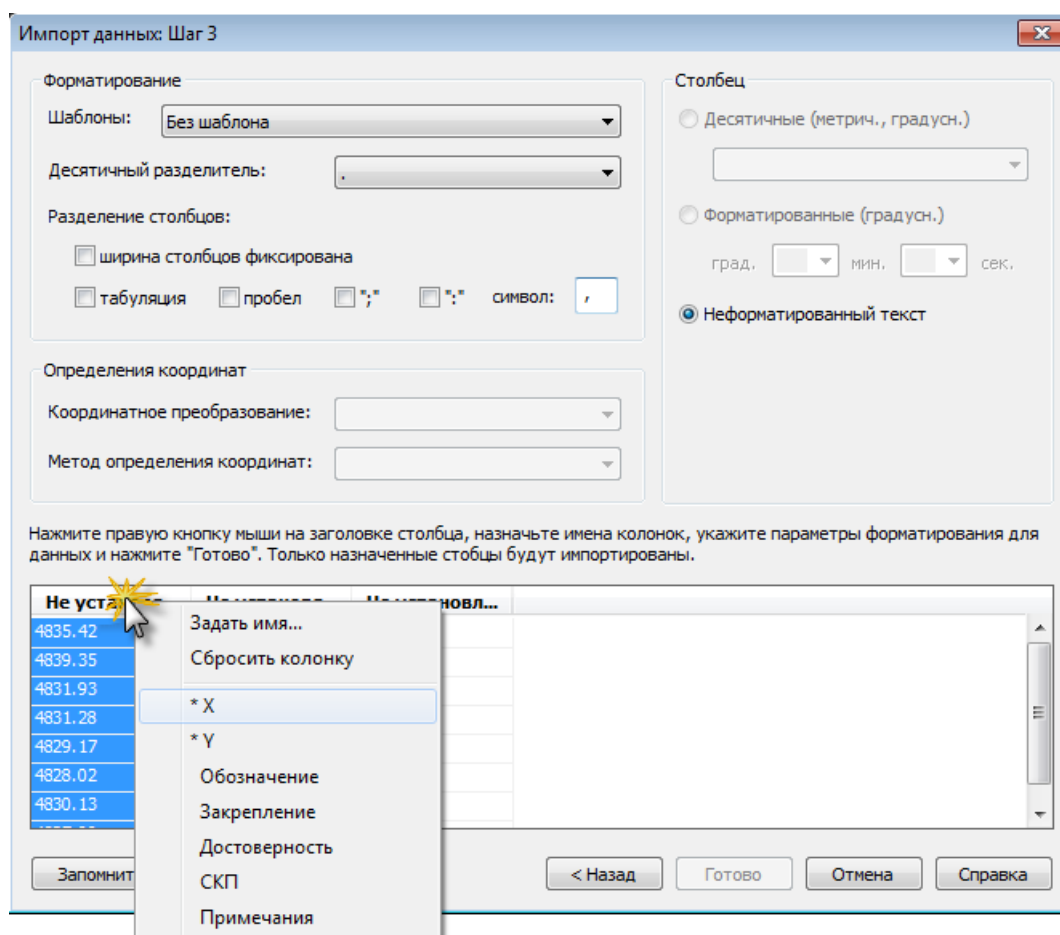 Импорт данных: Шаг 3
Форматирование
Шаблоны: Без шаблона
Десятичный разделитель: .
Разделение столбцов:
ширина столбцов фиксирована
табуляция пробел ";" ":" символ: ,
Определения координат
Координатное преобразование:
Метод определения координат:
Столбец
Десятичные (метрич., градусн.)
Форматированные (градусн.)
град. мин. сек.
Неформатированный текст
Нажмите правую кнопку мыши на заголовке столбца, назначьте имена колонок, укажите параметры форматирования для
данных и нажмите "Готово". Только назначенные стобцы будут импортированы.
4835.42
4839.35
4831.93
4831.28
4829.17
4828.02
4830.13
Задать имя...
Сбросить колонку
* X
* Y
Обозначение
Закрепление
Достоверность
СКП
Примечания
< Назад Готово Отмена Справка